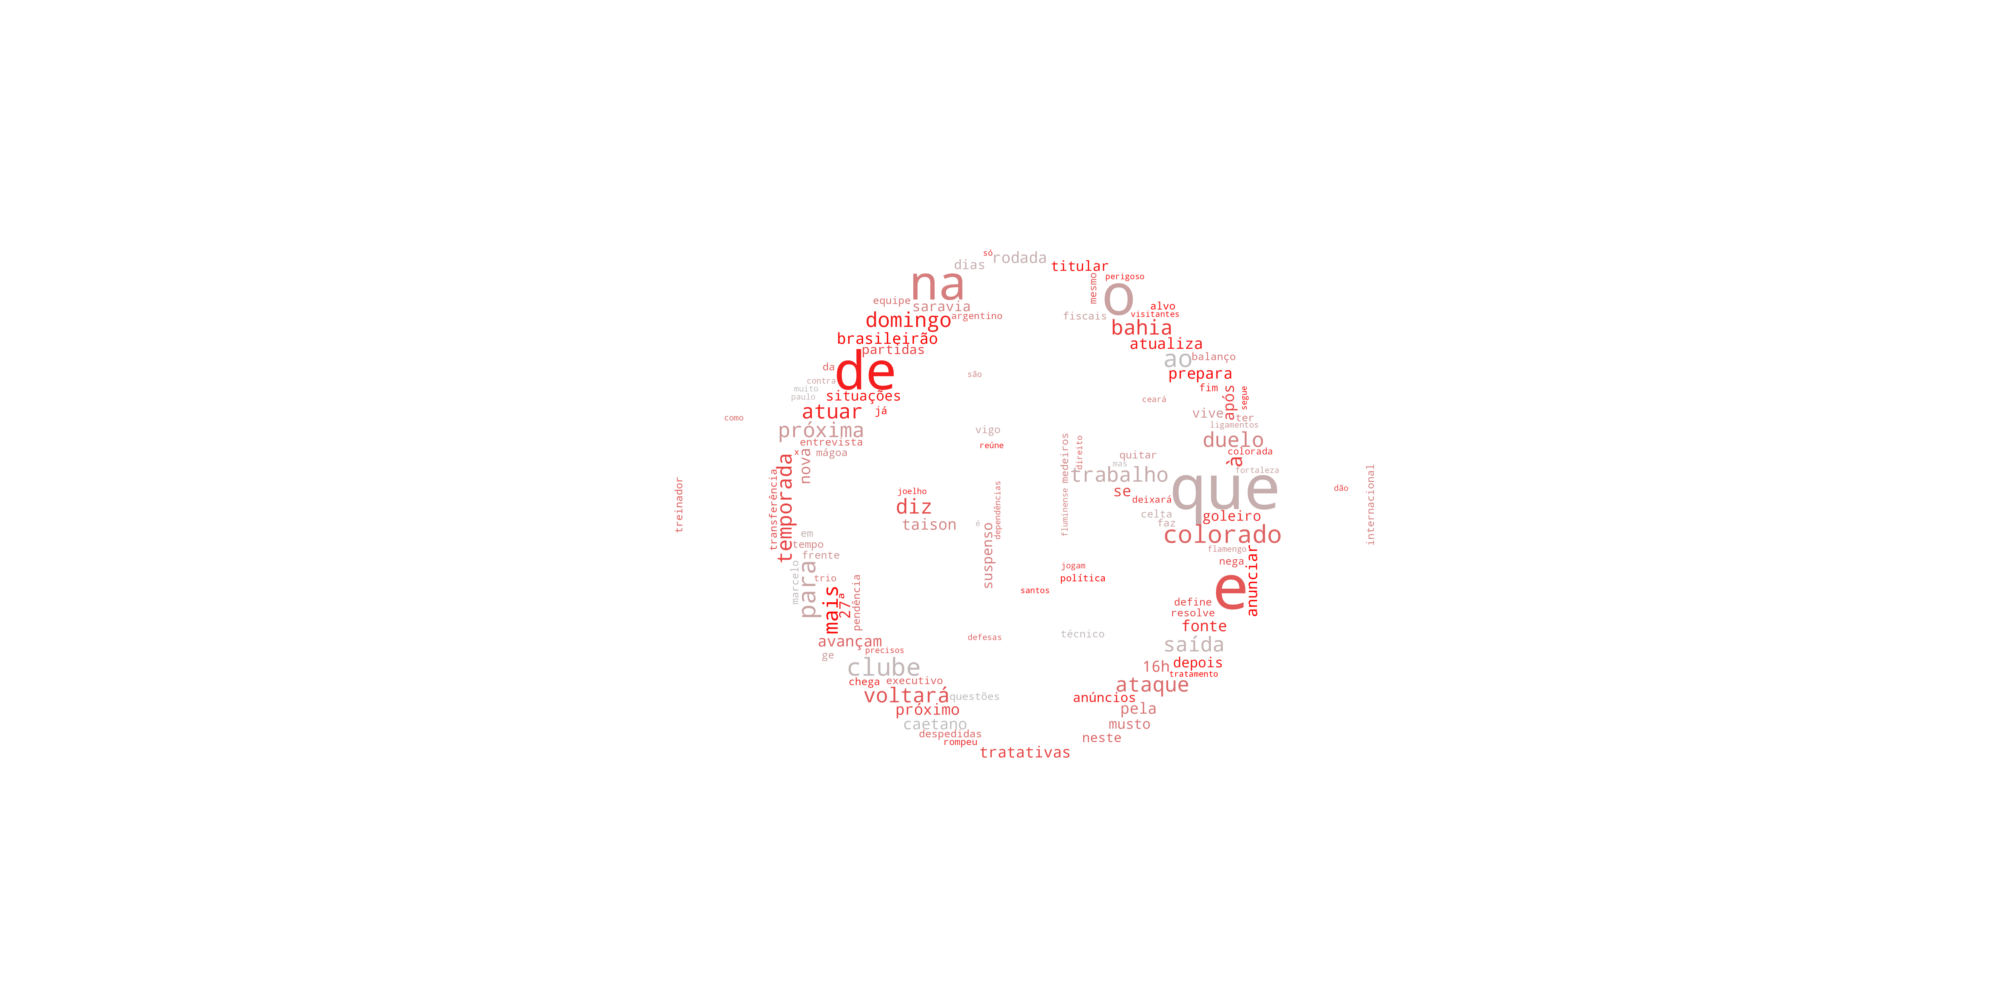 só
rodada
dias
titular
na
perigoso
mesmo
o
equipe
saravia
alvo
visitantes
domingo
argentino
fiscais
bahia
brasileirão
atualiza
partidas
ao
balanço
da
de
são
prepara
contra
muito
fim
paulo
situações
ceará
após
segue
atuar
já
vive
ter
como
ligamentos
próxima
vigo
duelo
entrevista
reúne
medeiros
direito
colorada
x
mágoa
nova
quitar
à
temporada
mas
fortaleza
trabalho
que
transferência
joelho
se
dão
treinador
internacional
deixará
diz
dependências
fluminense
celta
goleiro
taison
é
faz
colorado
em
suspenso
tempo
flamengo
frente
nega
anunciar
para
marcelo
trio
jogam
política
e
mais
27ª
pendência
santos
define
resolve
fonte
avançam
defesas
técnico
saída
precisos
ge
clube
16h
depois
tratamento
chega
executivo
ataque
voltará
questões
anúncios
próximo
pela
caetano
musto
despedidas
neste
rompeu
tratativas